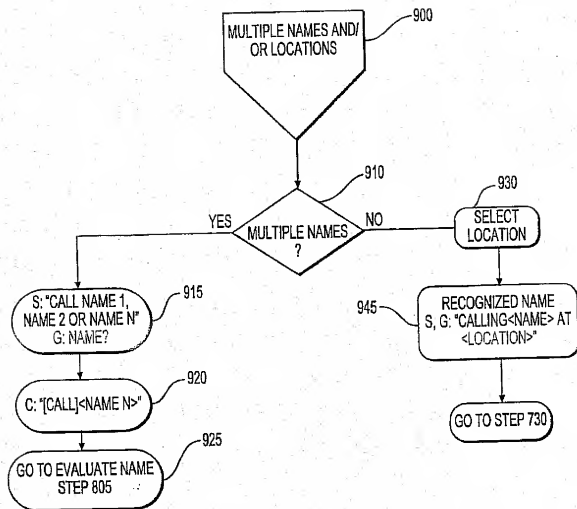 MULTIPLE NAMES AND/
OR LOCATIONS
900
910
YES
MULTIPLE NAMES
?
NO
930
SELECT
LOCATION
S: "CALL NAME 1,
NAME 2 OR NAME N"
G: NAME?
915
945
RECOGNIZED NAME
S, G: "CALLING<NAME> AT
<LOCATION>"
C: "[CALL]<NAME N>"
920
GO TO STEP 730
GO TO EVALUATE NAME
STEP 805
925